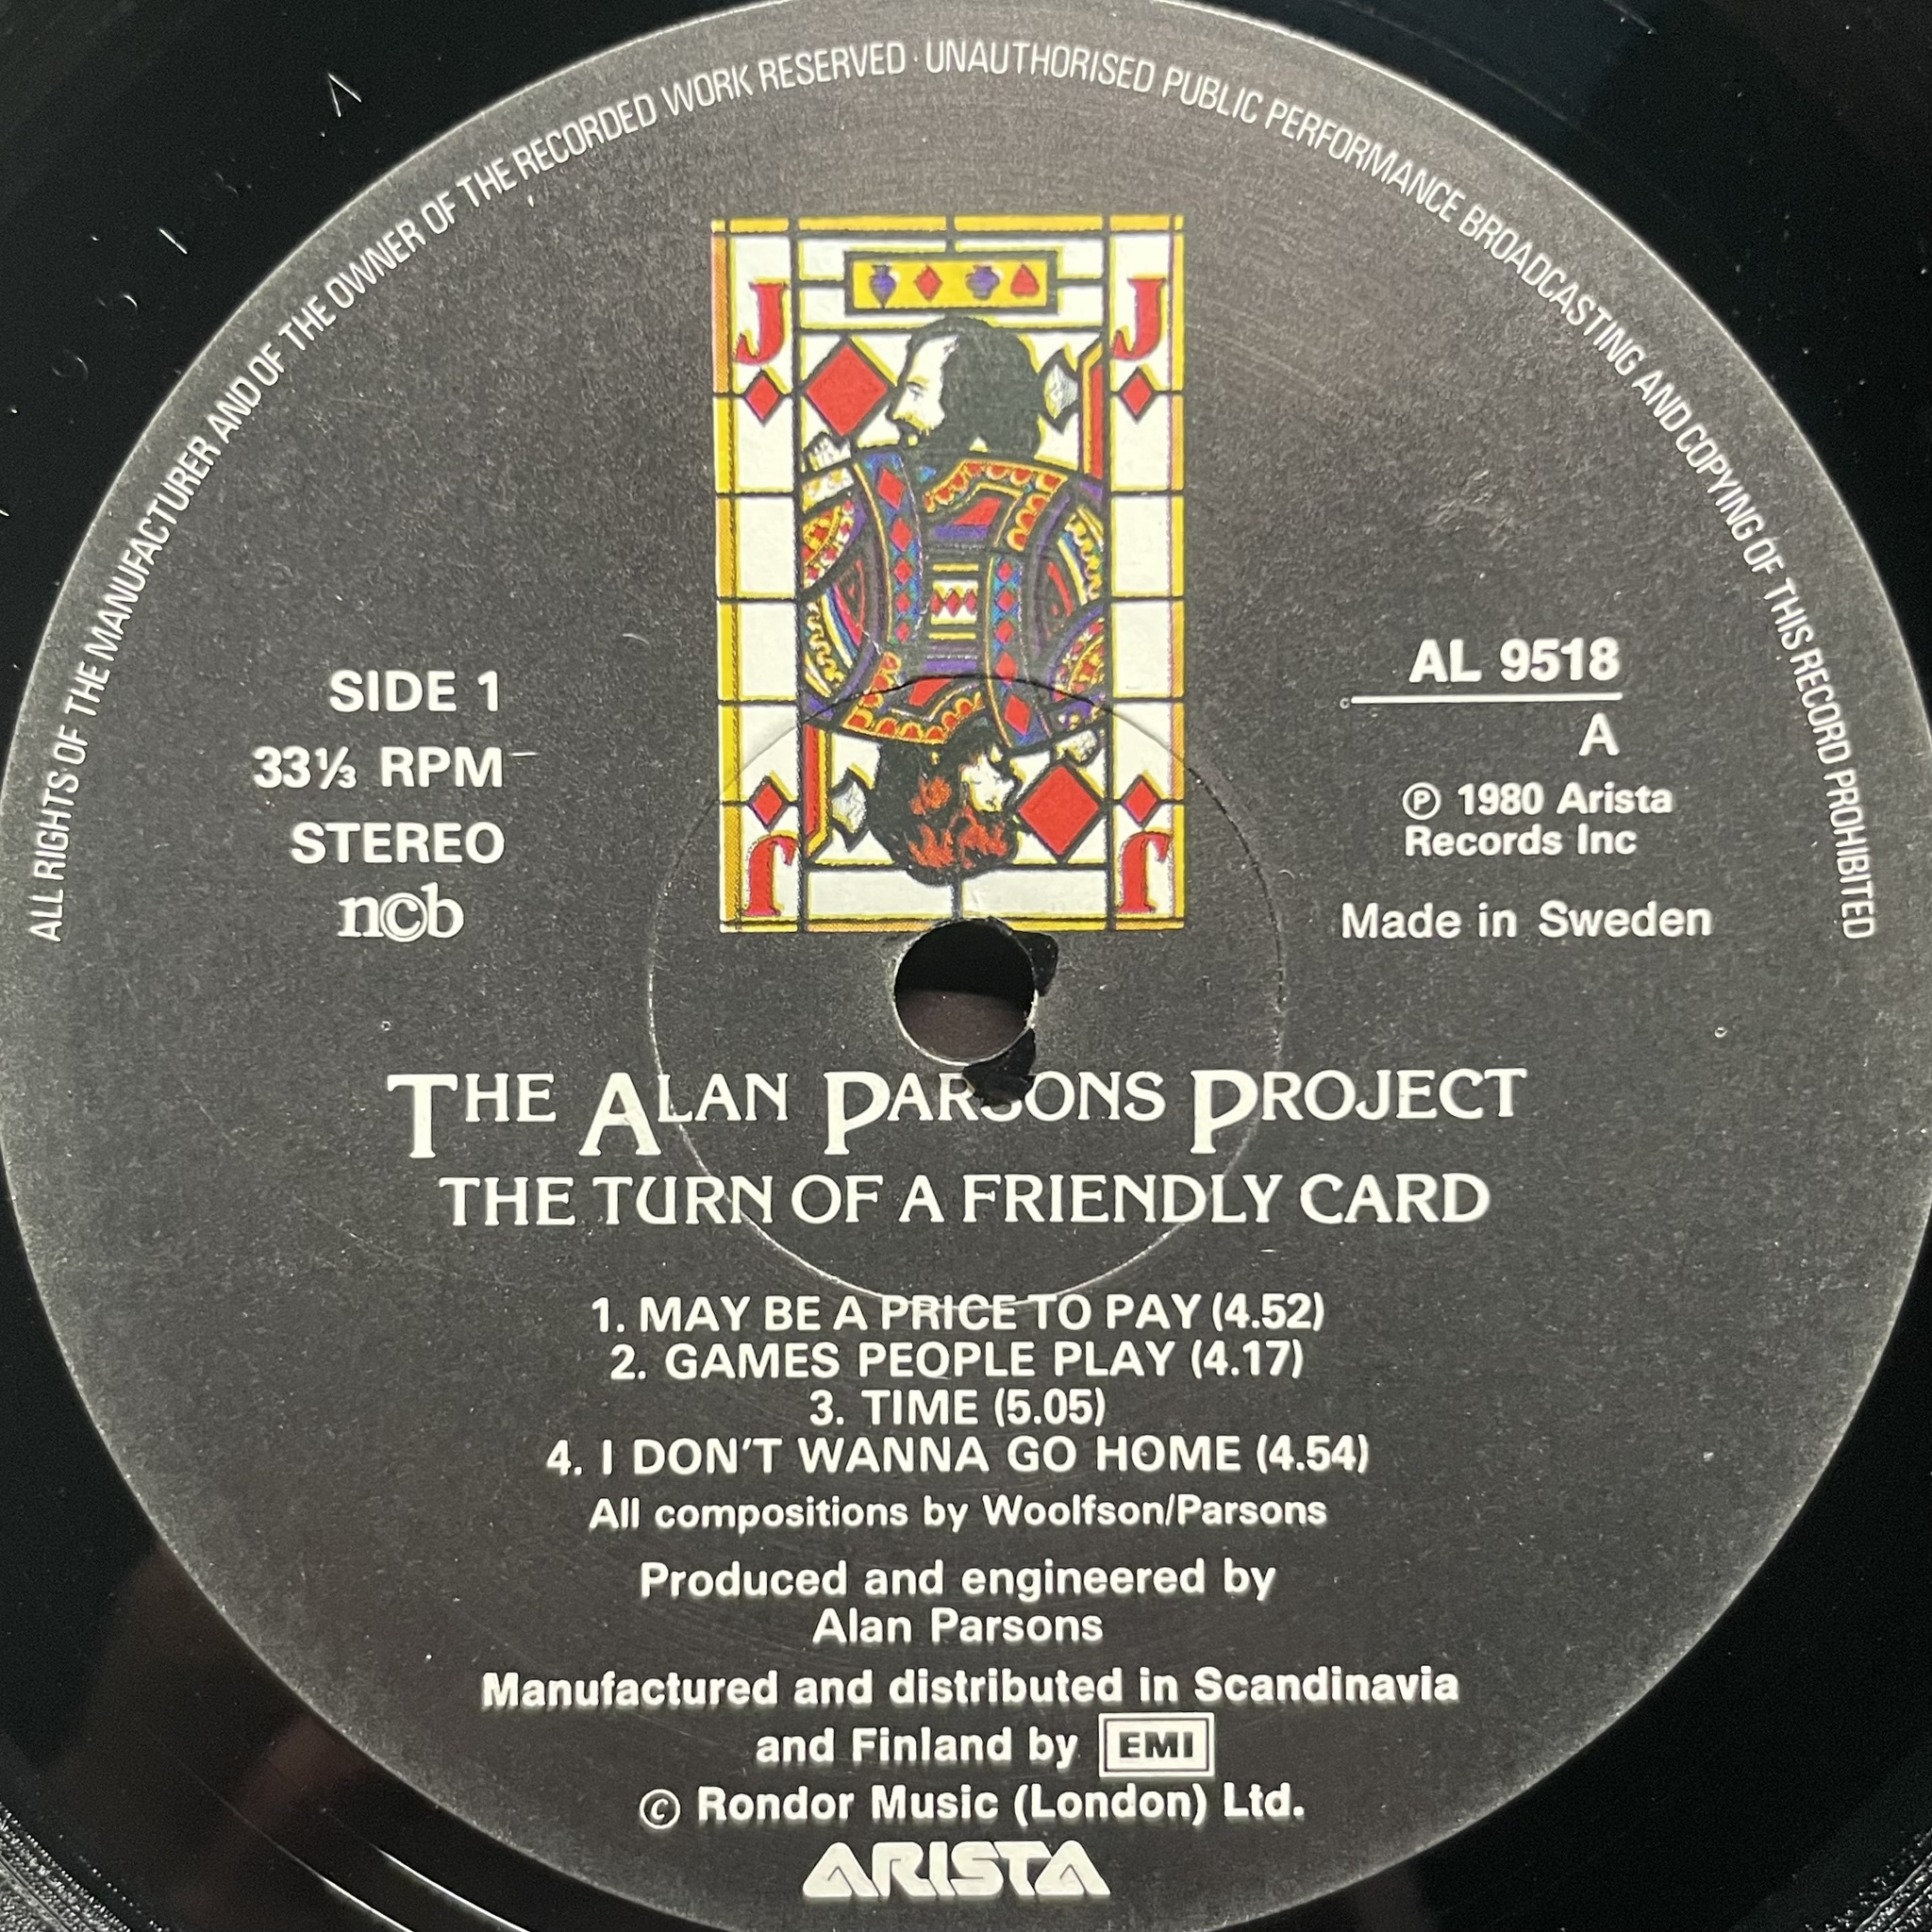 ALL RIGHTS OF THE MANUFACTURER AND OF THE OWNER OF THE RECORDED WORK RESERVED · UNAUTHORISED PUBLIC PERFORMANCE BROADCASTING AND COPYING OF THIS RECORD PROHIBITED
J J
SIDE 1
33⅓ RPM
STEREO
n©b
AL 9518
A
℗ 1980 Arista
Records Inc
Made in Sweden
J J
THE ALAN PARSONS PROJECT
THE TURN OF A FRIENDLY CARD
1. MAY BE A PRICE TO PAY (4.52)
2. GAMES PEOPLE PLAY (4.17)
3. TIME (5.05)
4. I DON'T WANNA GO HOME (4.54)
All compositions by Woolfson/Parsons
Produced and engineered by
Alan Parsons
Manufactured and distributed in Scandinavia
and Finland by EMI
© Rondor Music (London) Ltd.
ARISTA